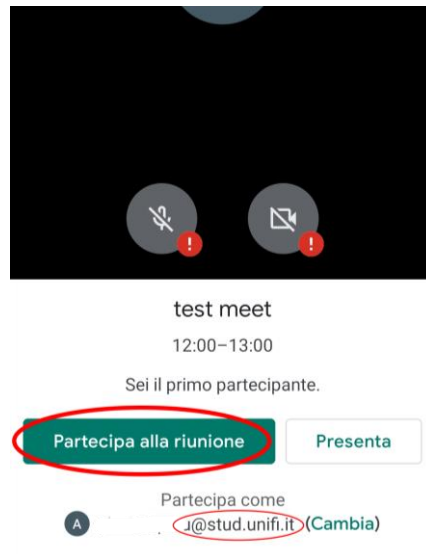 !
!
test meet
12:00–13:00
Sei il primo partecipante.
Partecipa alla riunione
Presenta
Partecipa come
A
@stud.unifi.it (Cambia)